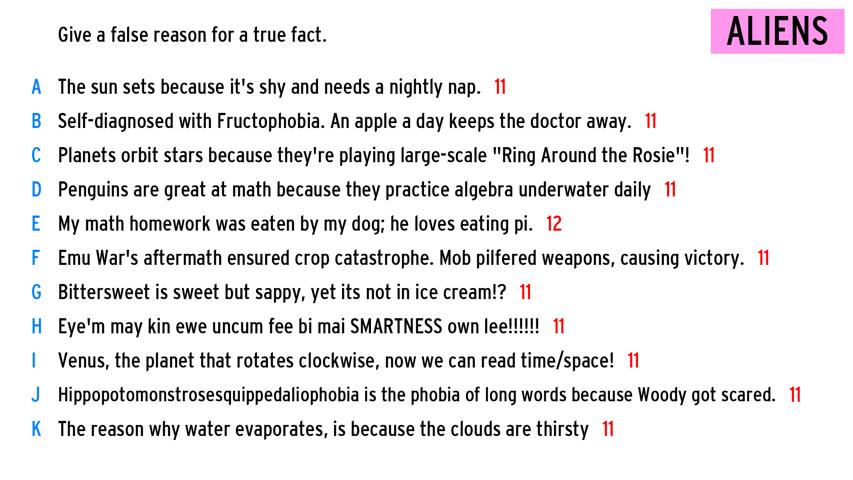 Give a false reason for a true fact.
ALIENS
A The sun sets because it's shy and needs a nightly nap. 11
B Self-diagnosed with Fructophobia. An apple a day keeps the doctor away. 11
C Planets orbit stars because they're playing large-scale "Ring Around the Rosie"! 11
D Penguins are great at math because they practice algebra underwater daily 11
E My math homework was eaten by my dog; he loves eating pi. 12
F Emu War's aftermath ensured crop catastrophe. Mob pilfered weapons, causing victory. 11
G Bittersweet is sweet but sappy, yet its not in ice cream!? 11
H Eye'm may kin ewe uncum fee bi mai SMARTNESS own lee!!!!!! 11
I Venus, the planet that rotates clockwise, now we can read time/space! 11
J Hippopotomonstrosesquippedaliophobia is the phobia of long words because Woody got scared. 11
K The reason why water evaporates, is because the clouds are thirsty 11